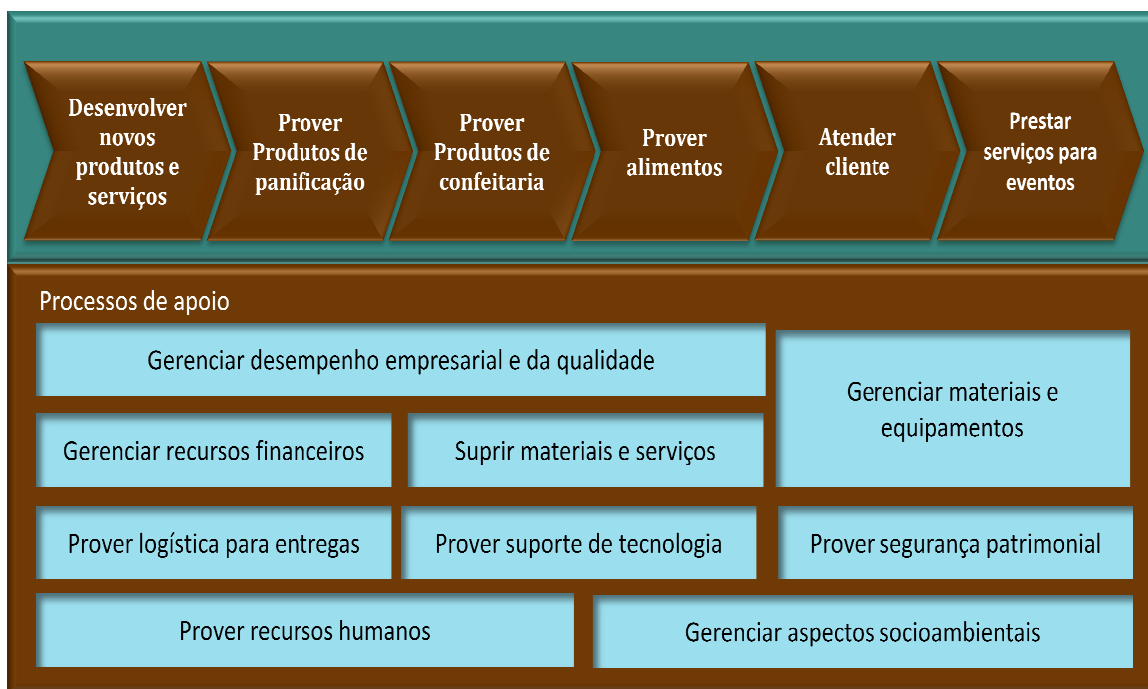 Desenvolver
novos
produtos e
serviços
Prover
Produtos de
panificação
Prover
Produtos de
confeitaria
Prover
alimentos
Atender
cliente
Prestar
serviços para
eventos
Processos de apoio
Gerenciar desempenho empresarial e da qualidade
Gerenciar materiais e
equipamentos
Gerenciar recursos financeiros
Suprir materiais e serviços
Prover logística para entregas
Prover suporte de tecnologia
Prover segurança patrimonial
Prover recursos humanos
Gerenciar aspectos socioambientais